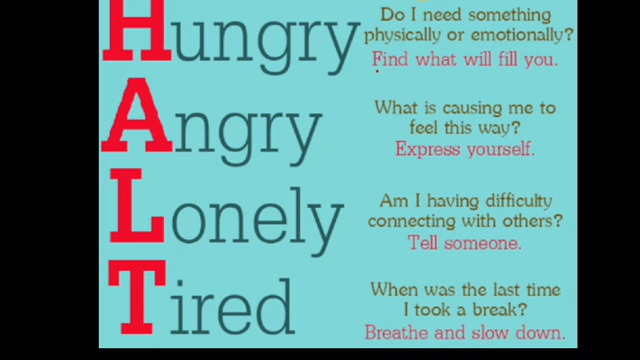 Hungry
Do I need something
physically or emotionally?
Find what will fill you.
Angry
What is causing me to
feel this way?
Express yourself.
Lonely
Am I having difficulty
connecting with others?
Tell someone.
Tired
When was the last time
I took a break?
Breathe and slow down.